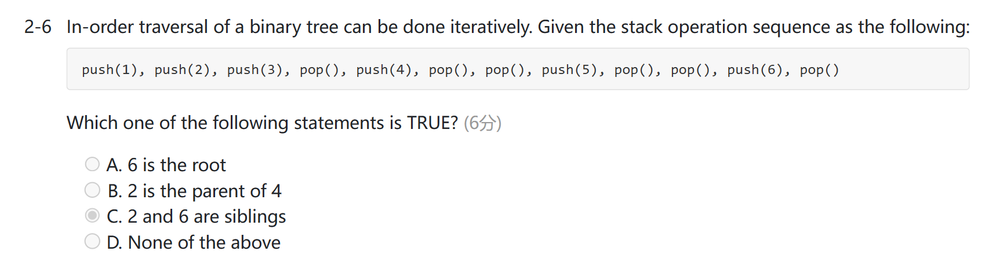 2-6 In-order traversal of a binary tree can be done iteratively. Given the stack operation sequence as the following:
push(1), push(2), push(3), pop(), push(4), pop(), pop(), push(5), pop(), pop(), push(6), pop()
Which one of the following statements is TRUE? (6分)
A. 6 is the root
B. 2 is the parent of 4
C. 2 and 6 are siblings
D. None of the above